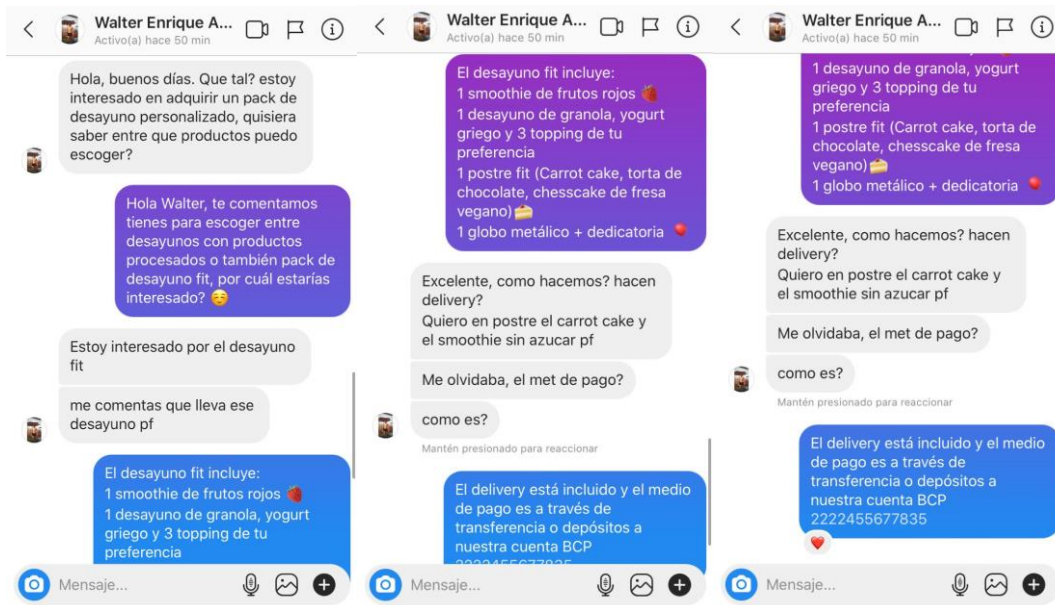 Walter Enrique A...
Activo(a) hace 50 min
Hola, buenos días. Que tal? estoy
interesado en adquirir un pack de
desayuno personalizado, quisiera
saber entre que productos puedo
escoger?
Hola Walter, te comentamos
tienes para escoger entre
desayunos con productos
procesados o también pack de
desayuno fit, por cuál estarías
interesado? ☺️
Estoy interesado por el desayuno
fit
me comentas que lleva ese
desayuno pf
El desayuno fit incluye:
1 smoothie de frutos rojos 🍓
1 desayuno de granola, yogurt
griego y 3 topping de tu
preferencia
Mensaje...
Walter Enrique A...
Activo(a) hace 50 min
El desayuno fit incluye:
1 smoothie de frutos rojos 🍓
1 desayuno de granola, yogurt
griego y 3 topping de tu
preferencia
1 postre fit (Carrot cake, torta de
chocolate, chesscake de fresa
vegano)🍰
1 globo metálico + dedicatoria 🎈
Excelente, como hacemos? hacen
delivery?
Quiero en postre el carrot cake y
el smoothie sin azucar pf
Me olvidaba, el met de pago?
como es?
Mantén presionado para reaccionar
El delivery está incluido y el medio
de pago es a través de
transferencia o depósitos a
nuestra cuenta BCP
2222455677835
Mensaje...
Walter Enrique A...
Activo(a) hace 50 min
1 desayuno de granola, yogurt
griego y 3 topping de tu
preferencia
1 postre fit (Carrot cake, torta de
chocolate, chesscake de fresa
vegano)🍰
1 globo metálico + dedicatoria 🎈
Excelente, como hacemos? hacen
delivery?
Quiero en postre el carrot cake y
el smoothie sin azucar pf
Me olvidaba, el met de pago?
como es?
Mantén presionado para reaccionar
El delivery está incluido y el medio
de pago es a través de
transferencia o depósitos a
nuestra cuenta BCP
2222455677835
❤️
Mensaje...